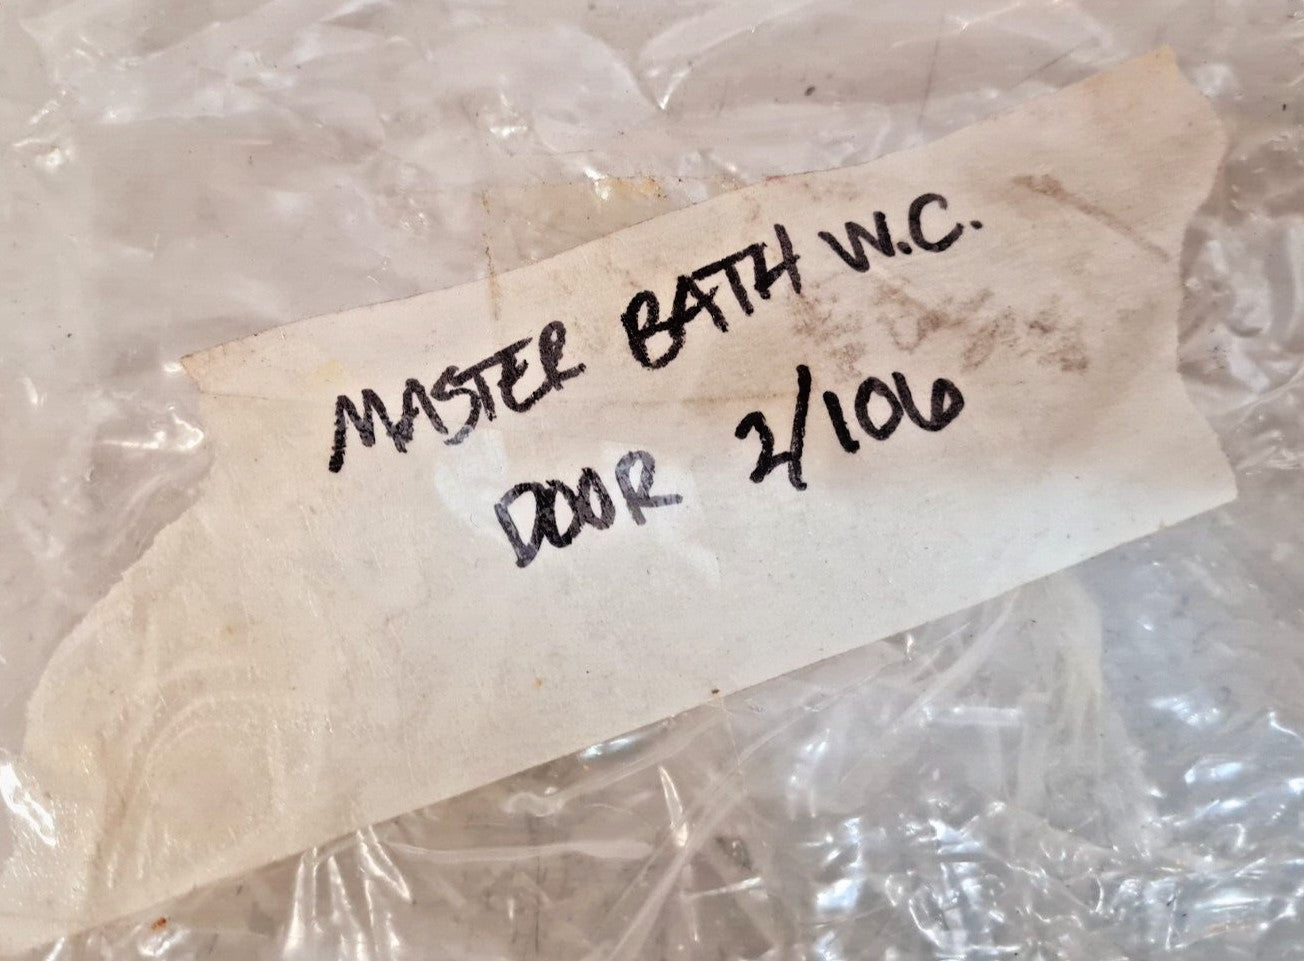 MASTER BATH W.C.
DOOR 2/106